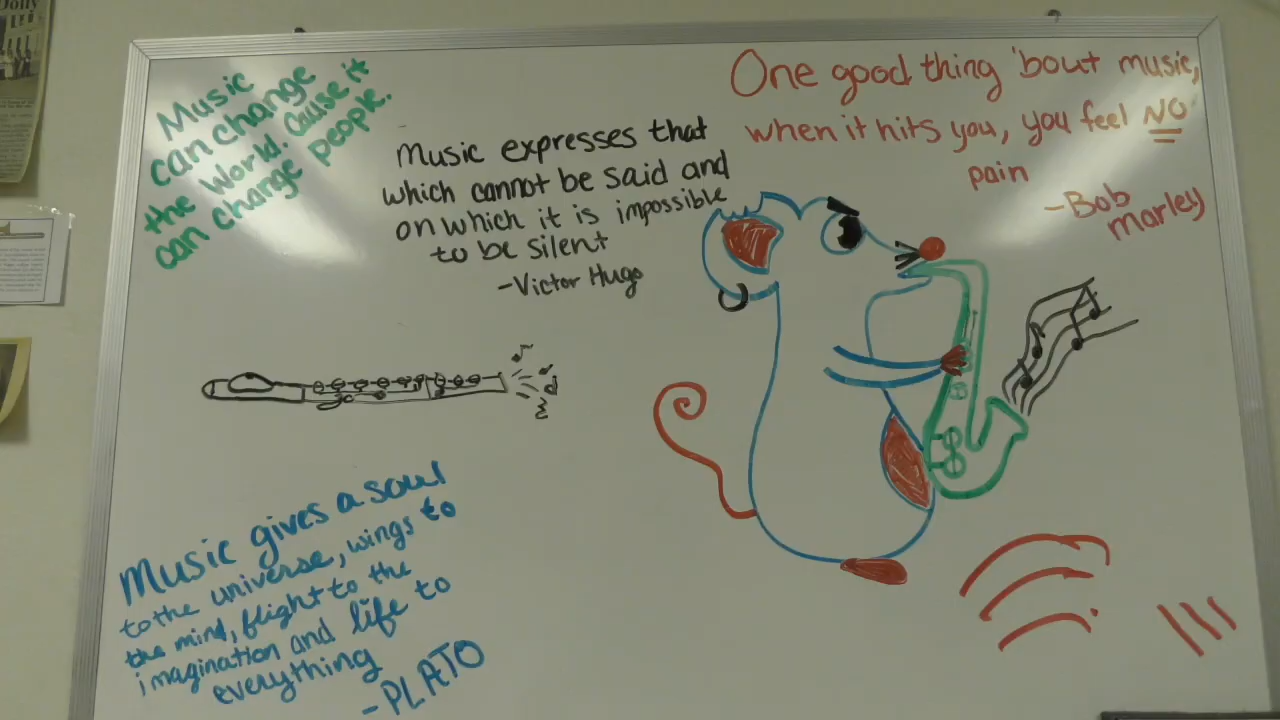 Music
can change
the World. Cause it
can change people.
Music expresses that
which cannot be said and
on which it is impossible
to be silent
-Victor Hugo
One good thing 'bout music,
when it hits you, you feel NO
pain
-Bob
Marley
Music gives a soul
to the universe, wings to
the mind, flight to the
imagination and life to
everything
-PLATO